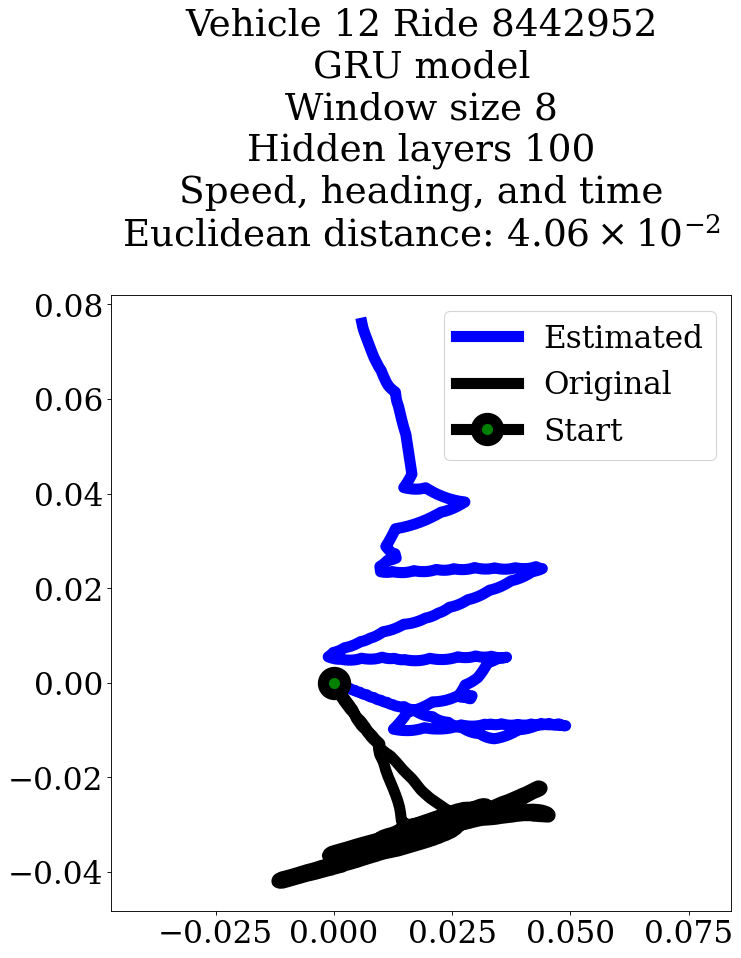 Vehicle 12 Ride 8442952
GRU model
Window size 8
Hidden layers 100
Speed, heading, and time
Euclidean distance: 4.06 × 10⁻²
Estimated
Original
Start
0.08
0.06
0.04
0.02
0.00
−0.02
−0.04
−0.025 0.000 0.025 0.050 0.075